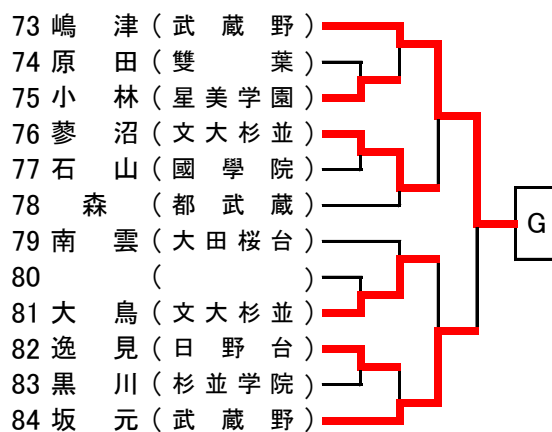 73 嶋津 (武蔵野)
74 原田 (雙葉)
75 小林 (星美学園)
76 蓼沼 (文大杉並)
77 石山 (國學院)
78 森 (都武蔵)
79 南雲 (大田桜台)
80 ( )
81 大鳥 (文大杉並)
82 逸見 (日野台)
83 黒川 (杉並学院)
84 坂元 (武蔵野)
G